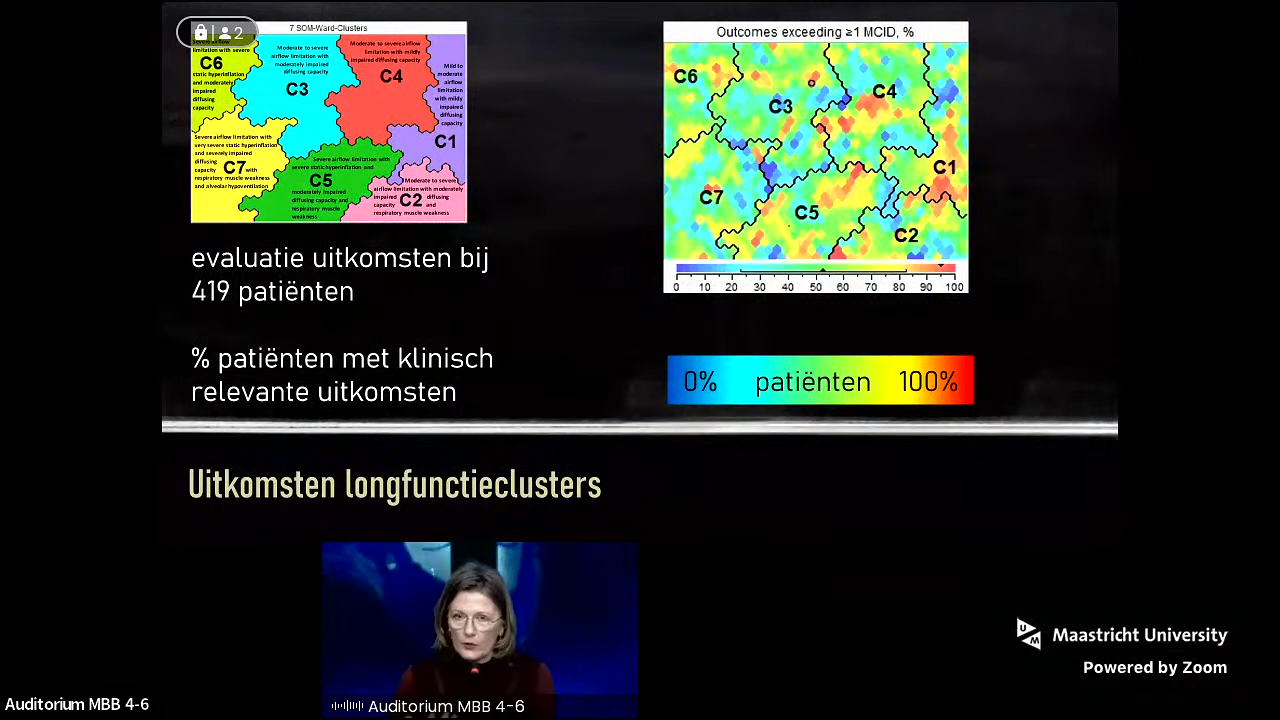 2
7 SOM-Ward-Clusters
Severe airflow
limitation with severe
C6
static hyperinflation
and moderately
impaired
diffusing
capacity
Moderate to severe
airflow limitation with
moderately impaired
diffusing capacity
C3
Moderate to severe airflow
limitation with mildly
impaired diffusing capacity
C4
Mild to
moderate
airflow
limitation
with mildly
impaired
diffusing
capacity
C1
Severe airflow limitation with
very severe static hyperinflation
and severely impaired
diffusing
capacity C7 with
respiratory muscle weakness
and alveolar hypoventilation
Severe airflow limitation with
severe static hyperinflation and
C5
moderately impaired
diffusing capacity and
respiratory muscle
weakness
Moderate to severe
airflow limitation with moderately
impaired C2 diffusing
capacity and
respiratory muscle weakness
Outcomes exceeding ≥1 MCID, %
C6
C3
C4
C1
C7
C5
C2
0 10 20 30 40 50 60 70 80 90 100
evaluatie uitkomsten bij
419 patiënten
% patiënten met klinisch
relevante uitkomsten
0% patiënten 100%
Uitkomsten longfunctieclusters
Auditorium MBB 4-6
UM Maastricht University
Powered by Zoom
Auditorium MBB 4-6